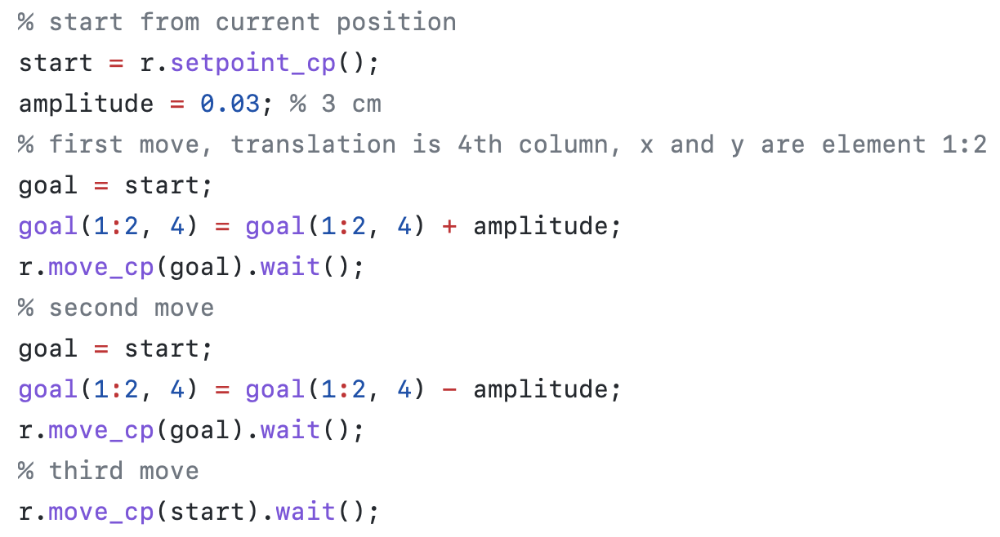 % start from current position
start = r.setpoint_cp();
amplitude = 0.03; % 3 cm
% first move, translation is 4th column, x and y are element 1:2
goal = start;
goal(1:2, 4) = goal(1:2, 4) + amplitude;
r.move_cp(goal).wait();
% second move
goal = start;
goal(1:2, 4) = goal(1:2, 4) - amplitude;
r.move_cp(goal).wait();
% third move
r.move_cp(start).wait();